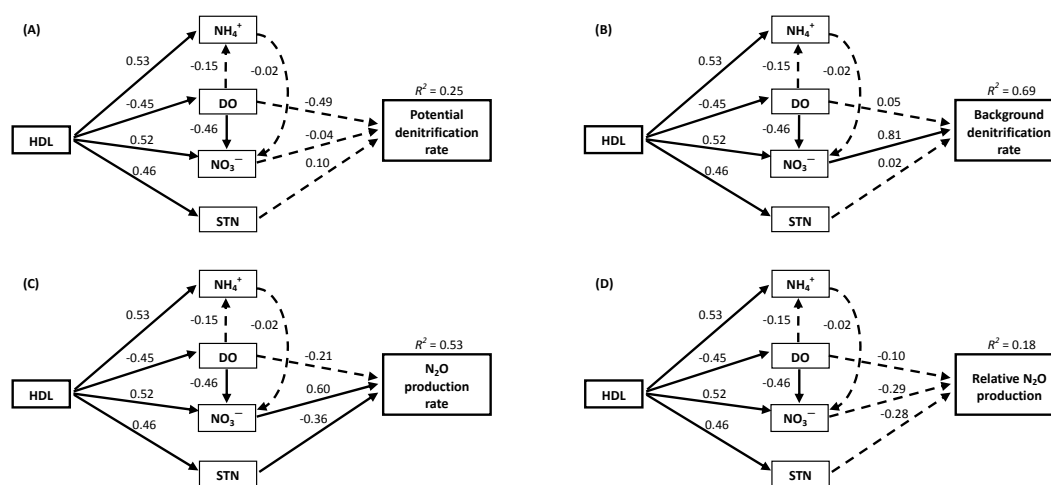 (A)
NH₄⁺
0.53
-0.15
-0.02
R² = 0.25
-0.45
DO
-0.49
Potential
denitrification
rate
HDL
0.52
-0.46
-0.04
NO₃⁻
0.10
0.46
STN
(B)
NH₄⁺
0.53
-0.15
-0.02
R² = 0.69
-0.45
DO
0.05
Background
denitrification
rate
HDL
0.52
-0.46
0.81
NO₃⁻
0.02
0.46
STN
(C)
NH₄⁺
0.53
-0.15
-0.02
R² = 0.53
-0.45
DO
-0.21
N₂O
production
rate
HDL
0.52
-0.46
0.60
NO₃⁻
-0.36
0.46
STN
(D)
NH₄⁺
0.53
-0.15
-0.02
R² = 0.18
-0.45
DO
-0.10
Relative N₂O
production
HDL
0.52
-0.46
-0.29
NO₃⁻
-0.28
0.46
STN